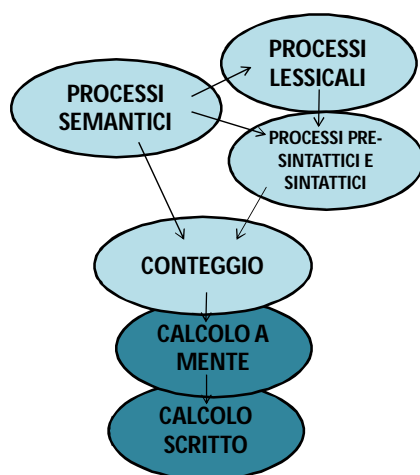 PROCESSI
LESSICALI
PROCESSI
SEMANTICI
PROCESSI PRE-
SINTATTICI E
SINTATTICI
CONTEGGIO
CALCOLO A
MENTE
CALCOLO
SCRITTO